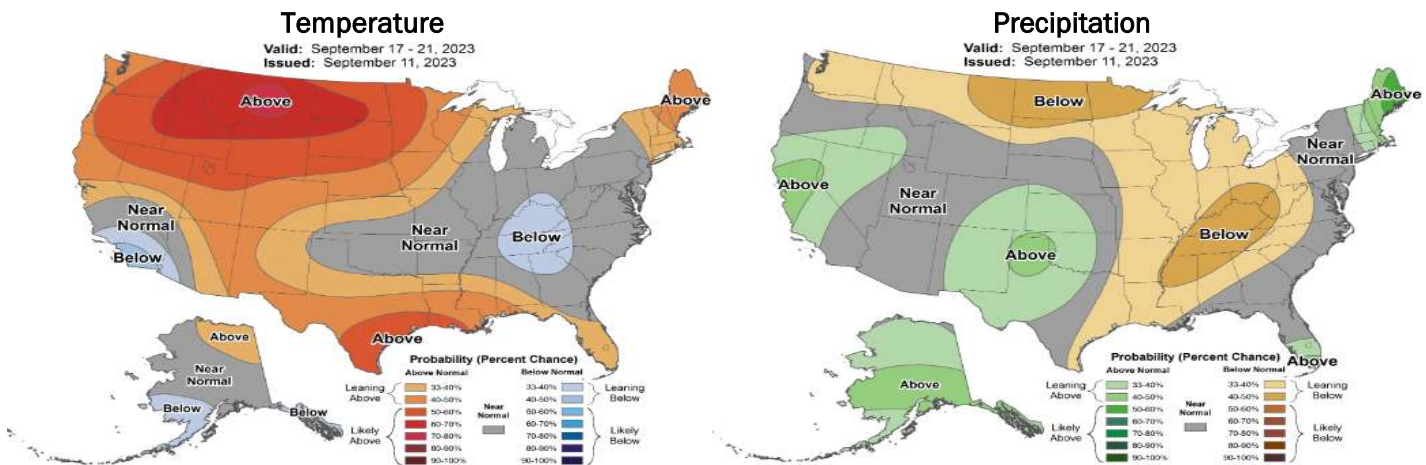 Temperature
Valid: September 17 - 21, 2023
Issued: September 11, 2023
Above
Above
Near
Normal
Below
Near
Normal
Below
Above
Above
Near
Normal
Below
Below
Probability (Percent Chance)
Above Normal
Below Normal
Leaning
Above
33-40%
40-50%
Likely
Above
50-60%
60-70%
70-80%
80-90%
90-100%
Near
Normal
33-40%
40-50%
Leaning
Below
50-60%
60-70%
70-80%
80-90%
90-100%
Likely
Below
Precipitation
Valid: September 17 - 21, 2023
Issued: September 11, 2023
Below
Above
Near
Normal
Above
Near
Normal
Below
Above
Above
Above
Probability (Percent Chance)
Above Normal
Below Normal
Leaning
Above
33-40%
40-50%
Likely
Above
50-60%
60-70%
70-80%
80-90%
90-100%
Near
Normal
33-40%
40-50%
Leaning
Below
50-60%
60-70%
70-80%
80-90%
90-100%
Likely
Below